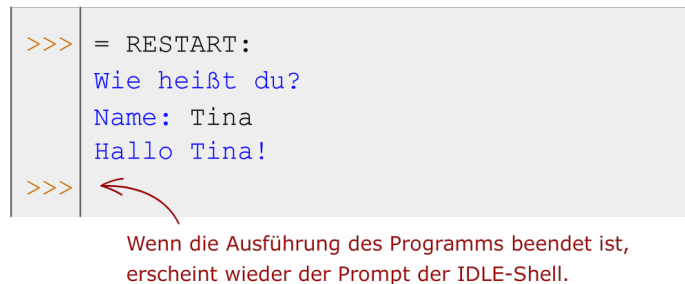 >>> = RESTART:
Wie heißt du?
Name: Tina
Hallo Tina!
>>>
Wenn die Ausführung des Programms beendet ist,
erscheint wieder der Prompt der IDLE-Shell.